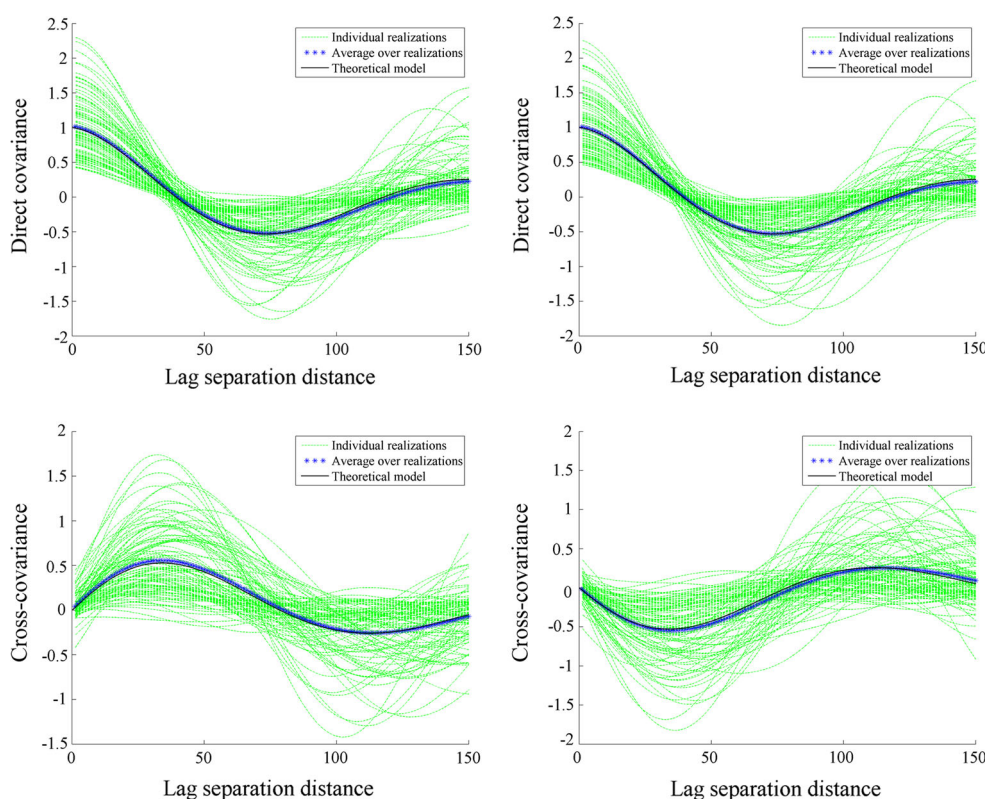 2.5
2
1.5
1
0.5
0
-0.5
-1
-1.5
-2
0 50 100 150
Direct covariance
Lag separation distance
Individual realizations
Average over realizations
Theoretical model
2.5
2
1.5
1
0.5
0
-0.5
-1
-1.5
-2
0 50 100 150
Direct covariance
Lag separation distance
Individual realizations
Average over realizations
Theoretical model
2
1.5
1
0.5
0
-0.5
-1
-1.5
0 50 100 150
Cross-covariance
Lag separation distance
Individual realizations
Average over realizations
Theoretical model
2
1.5
1
0.5
0
-0.5
-1
-1.5
-2
0 50 100 150
Cross-covariance
Lag separation distance
Individual realizations
Average over realizations
Theoretical model